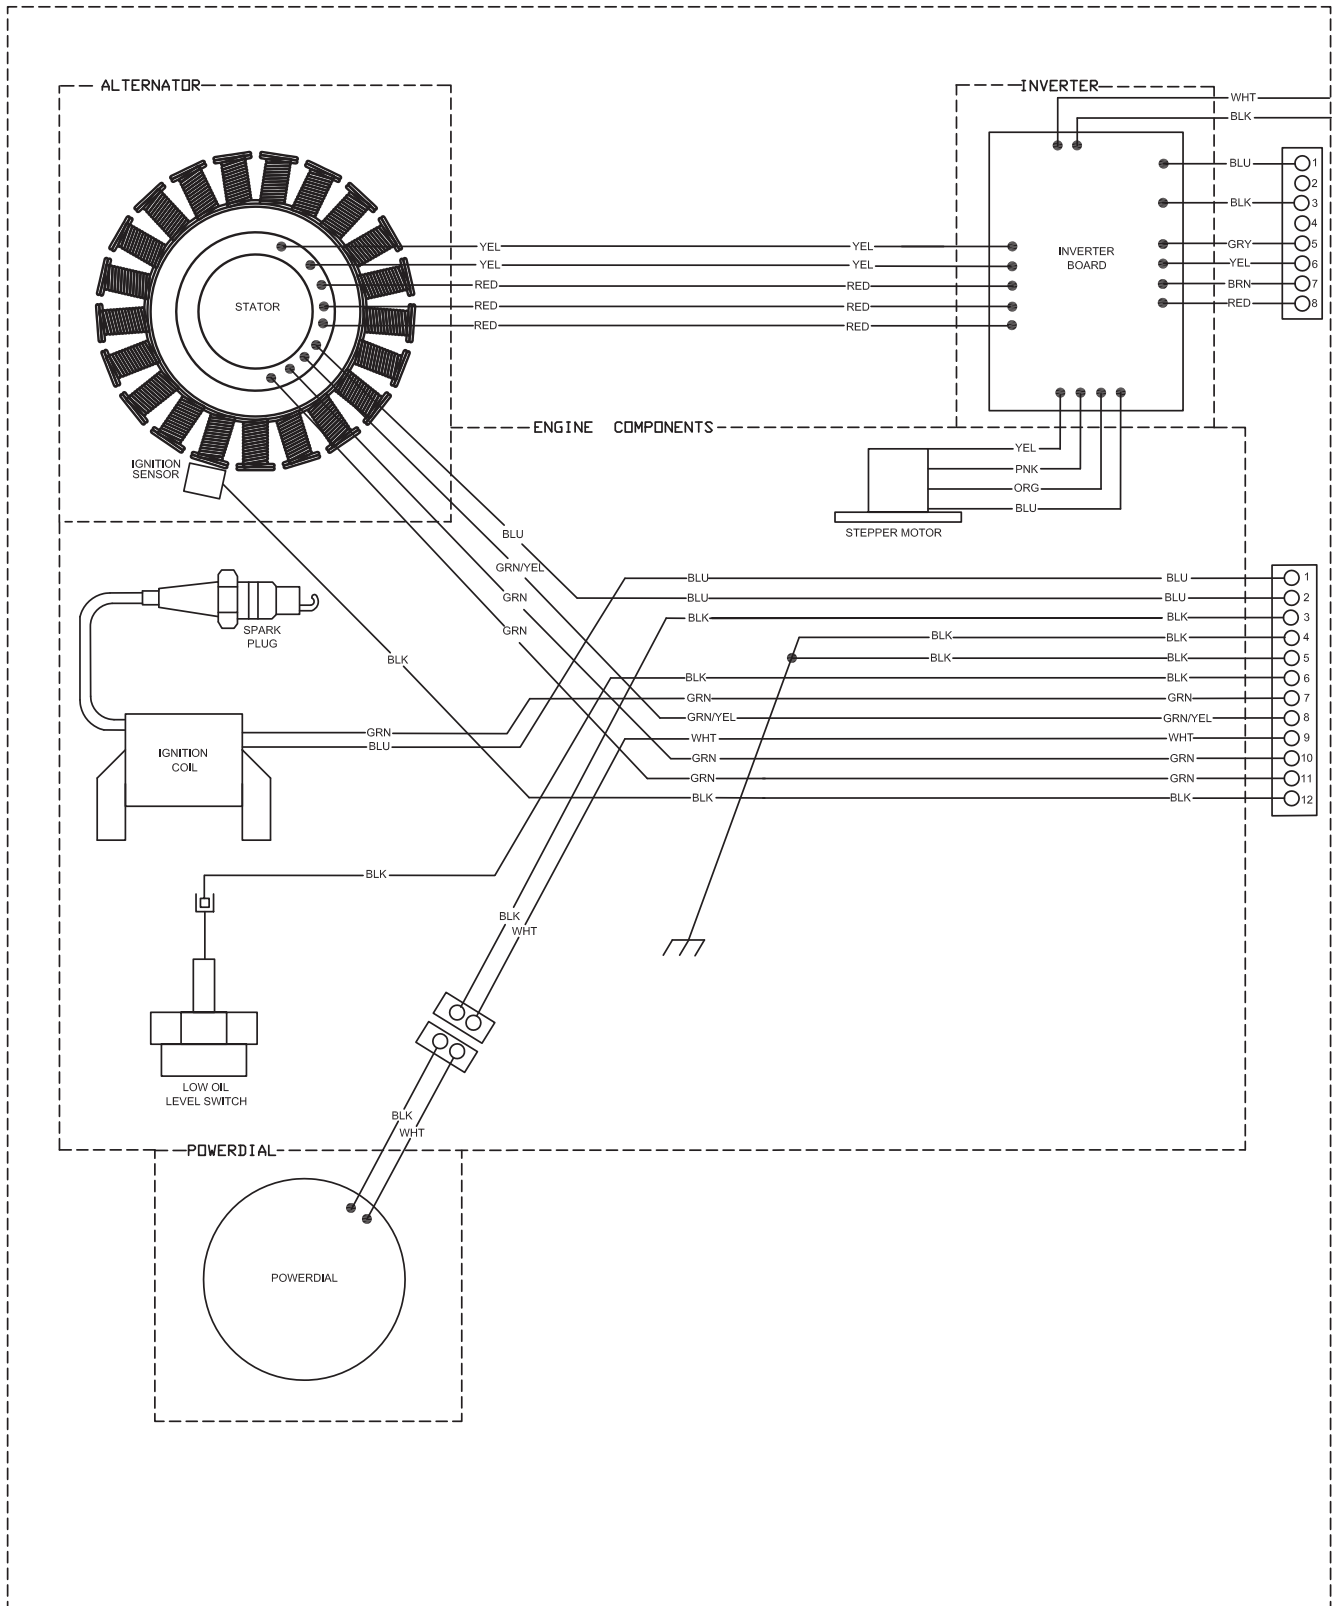 ALTERNATOR
INVERTER
WHT
BLK
BLU
1
2
BLK
3
4
GRY
5
YEL
6
BRN
7
RED
8
YEL
YEL
YEL
YEL
RED
RED
RED
RED
RED
RED
INVERTER
BOARD
STATOR
ENGINE COMPONENTS
IGNITION
SENSOR
YEL
PNK
ORG
BLU
STEPPER MOTOR
BLU
GRN/YEL
GRN
GRN
BLK
SPARK
PLUG
BLU
BLU
1
BLU
BLU
2
BLK
BLK
3
BLK
BLK
4
BLK
BLK
5
BLK
BLK
6
GRN
GRN
7
GRN/YEL
GRN/YEL
8
WHT
WHT
9
GRN
GRN
10
GRN
GRN
11
BLK
BLK
12
GRN
BLU
IGNITION
COIL
BLK
BLK
WHT
LOW OIL
LEVEL SWITCH
BLK
WHT
POWERDIAL
POWERDIAL